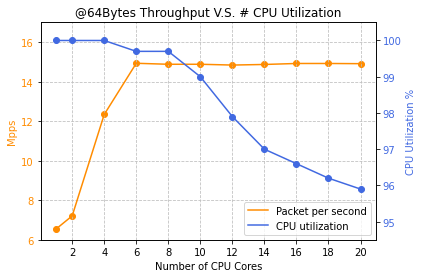 @64Bytes Throughput V.S. # CPU Utilization
Mpps
16
14
12
10
8
6
100
99
98
97
96
95
CPU Utilization %
Packet per second
CPU utilization
2 4 6 8 10 12 14 16 18 20
Number of CPU Cores